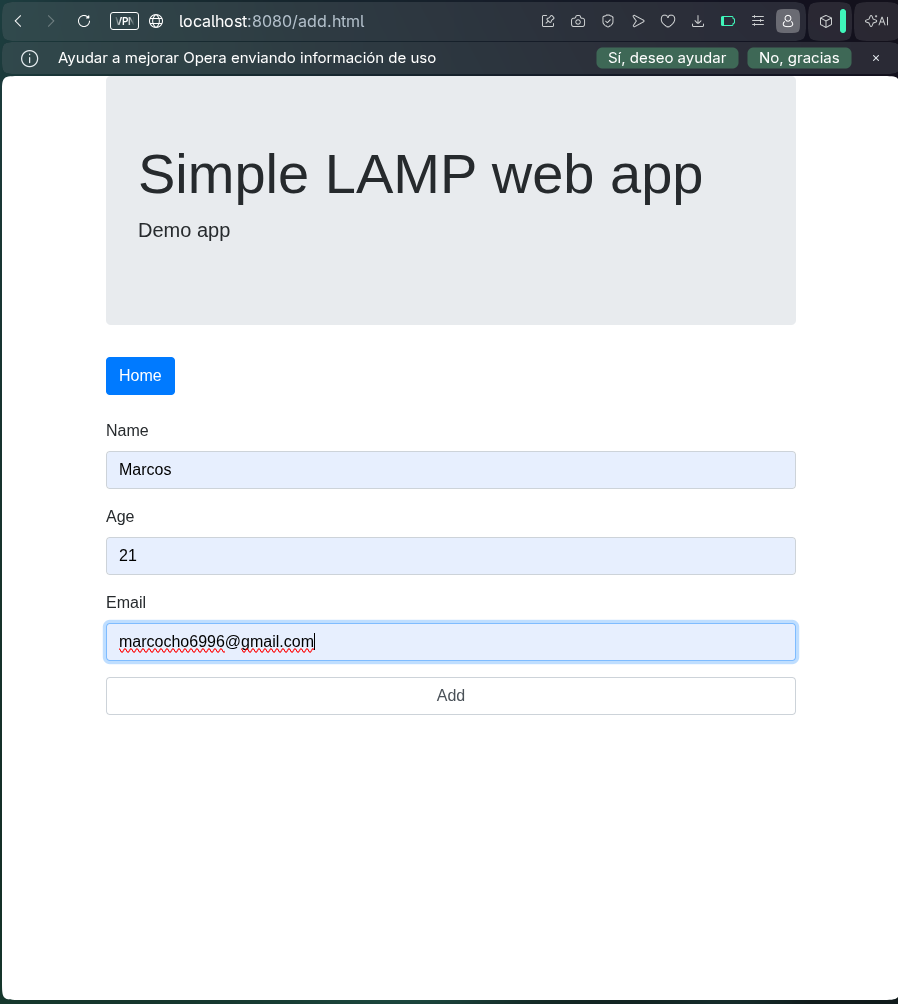 VPN localhost:8080/add.html AI
Ayudar a mejorar Opera enviando información de uso Sí, deseo ayudar No, gracias
Simple LAMP web app
Demo app
Home
Name
Marcos
Age
21
Email
marcocho6996@gmail.com
Add